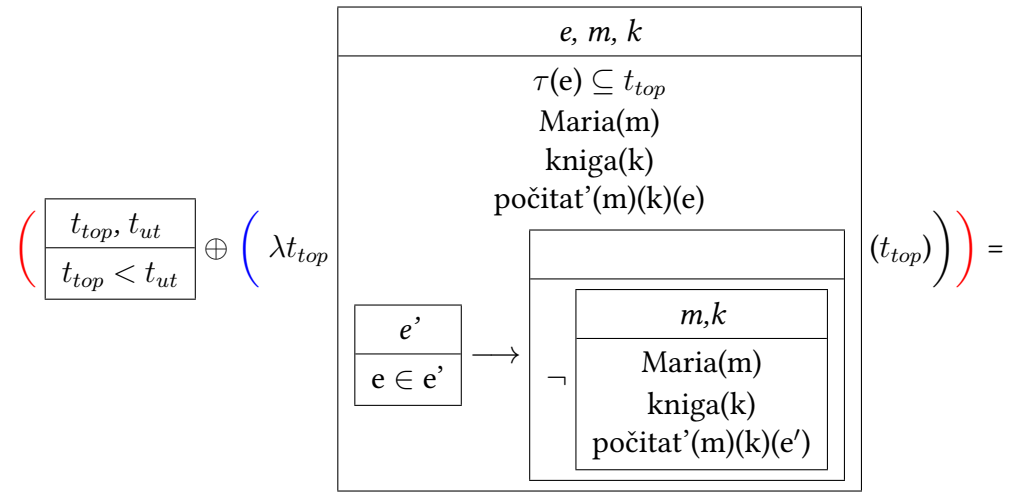 e, m, k
τ(e) ⊆ t_top
Maria(m)
kniga(k)
počitat’(m)(k)(e)
( t_top, t_ut
t_top < t_ut ⊕ ( λt_top (t_top) ) ) =
e’
e ∈ e’ ⟶
¬ m,k
Maria(m)
kniga(k)
počitat’(m)(k)(e′)